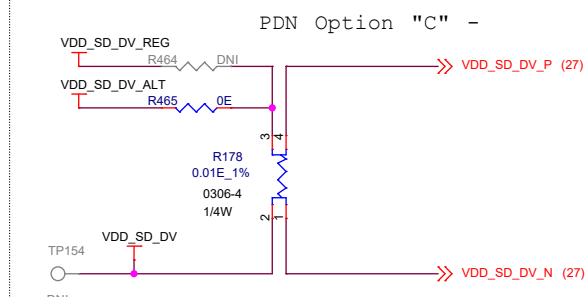 PDN Option "C" -
VDD_SD_DV_REG
R464 DNI
VDD_SD_DV_P (27)
VDD_SD_DV_ALT
R465 0E
3 4
R178
0.01E_1%
0306-4
1/4W
2 1
VDD_SD_DV
TP154
VDD_SD_DV_N (27)
DNI